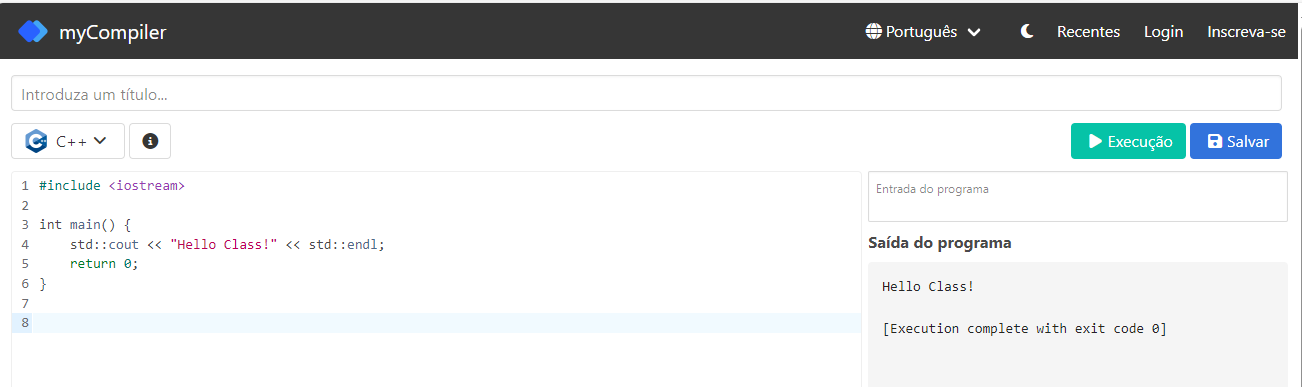 myCompiler Português Recentes Login Inscreva-se
Introduza um título...
C++ Execução Salvar
1 #include <iostream>
2
3 int main() {
4     std::cout << "Hello Class!" << std::endl;
5     return 0;
6 }
7
8
Entrada do programa
Saída do programa
Hello Class!
[Execution complete with exit code 0]